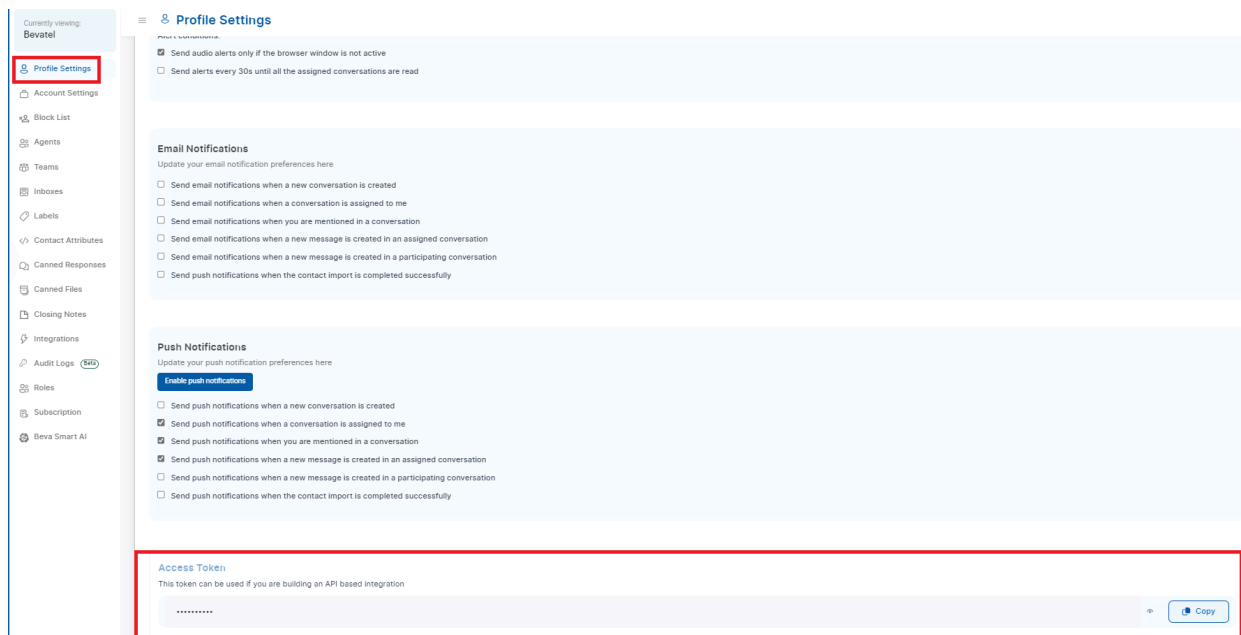 Currently viewing:
Bevatel
Profile Settings
Account Settings
Block List
Agents
Teams
Inboxes
Labels
Contact Attributes
Canned Responses
Canned Files
Closing Notes
Integrations
Audit Logs Beta
Roles
Subscription
Beva Smart AI
Profile Settings
Alert conditions:
Send audio alerts only if the browser window is not active
Send alerts every 30s until all the assigned conversations are read
Email Notifications
Update your email notification preferences here
Send email notifications when a new conversation is created
Send email notifications when a conversation is assigned to me
Send email notifications when you are mentioned in a conversation
Send email notifications when a new message is created in an assigned conversation
Send email notifications when a new message is created in a participating conversation
Send push notifications when the contact import is completed successfully
Push Notifications
Update your push notification preferences here
Enable push notifications
Send push notifications when a new conversation is created
Send push notifications when a conversation is assigned to me
Send push notifications when you are mentioned in a conversation
Send push notifications when a new message is created in an assigned conversation
Send push notifications when a new message is created in a participating conversation
Send push notifications when the contact import is completed successfully
Access Token
This token can be used if you are building an API based integration
••••••••••
Copy